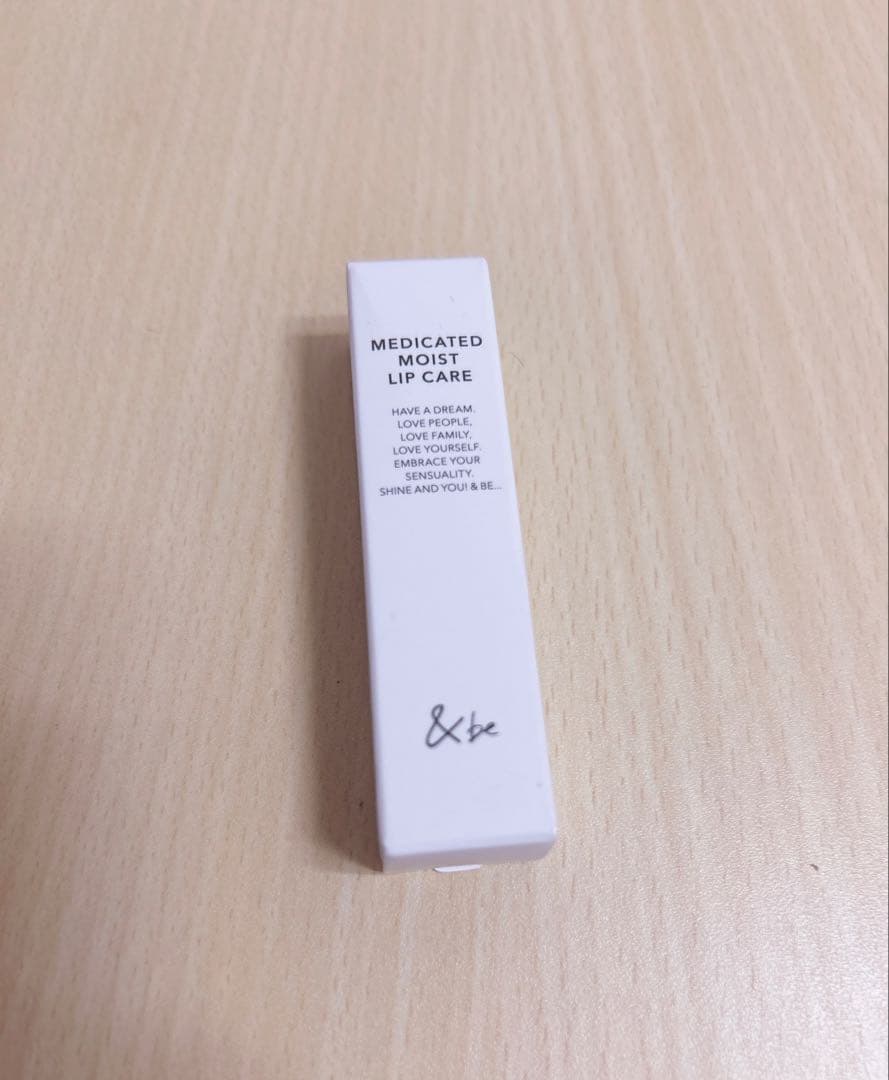 MEDICATED
MOIST
LIP CARE
HAVE A DREAM.
LOVE PEOPLE,
LOVE FAMILY,
LOVE YOURSELF.
EMBRACE YOUR
SENSUALITY.
SHINE AND YOU! & BE...
&be